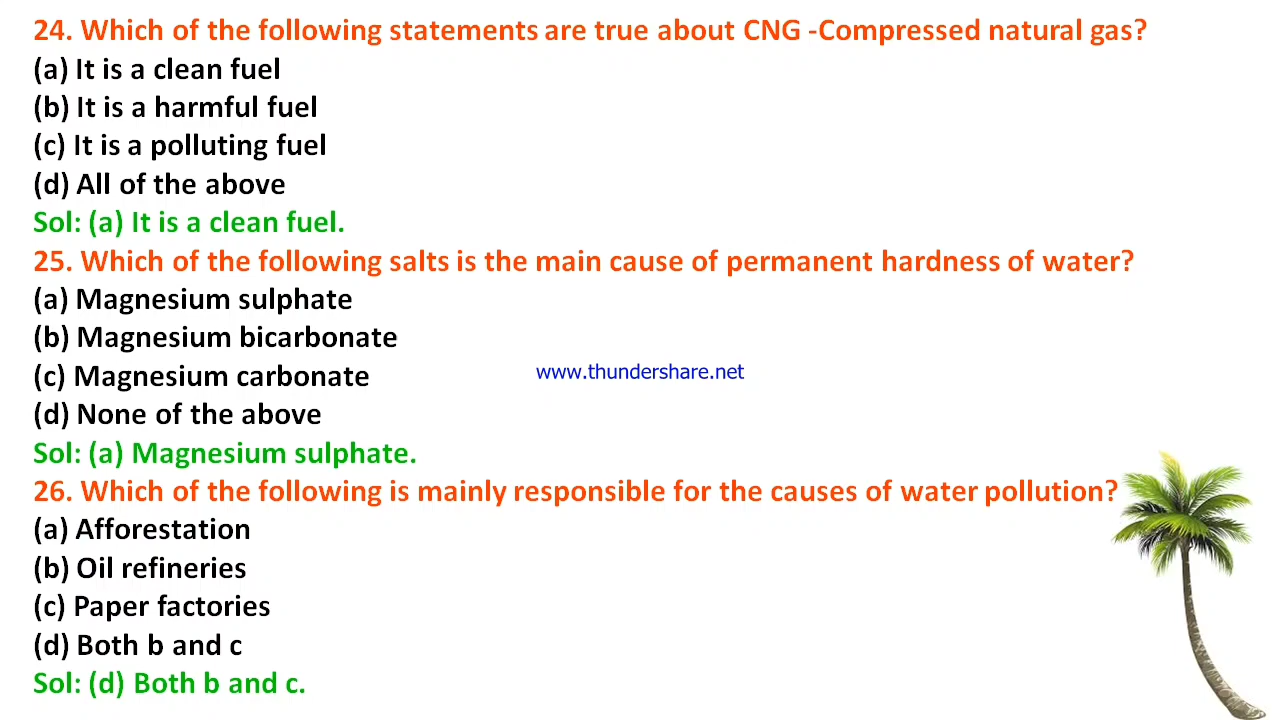 24. Which of the following statements are true about CNG -Compressed natural gas?
(a) It is a clean fuel
(b) It is a harmful fuel
(c) It is a polluting fuel
(d) All of the above
Sol: (a) It is a clean fuel.
25. Which of the following salts is the main cause of permanent hardness of water?
(a) Magnesium sulphate
(b) Magnesium bicarbonate
(c) Magnesium carbonate
www.thundershare.net
(d) None of the above
Sol: (a) Magnesium sulphate.
26. Which of the following is mainly responsible for the causes of water pollution?
(a) Afforestation
(b) Oil refineries
(c) Paper factories
(d) Both b and c
Sol: (d) Both b and c.